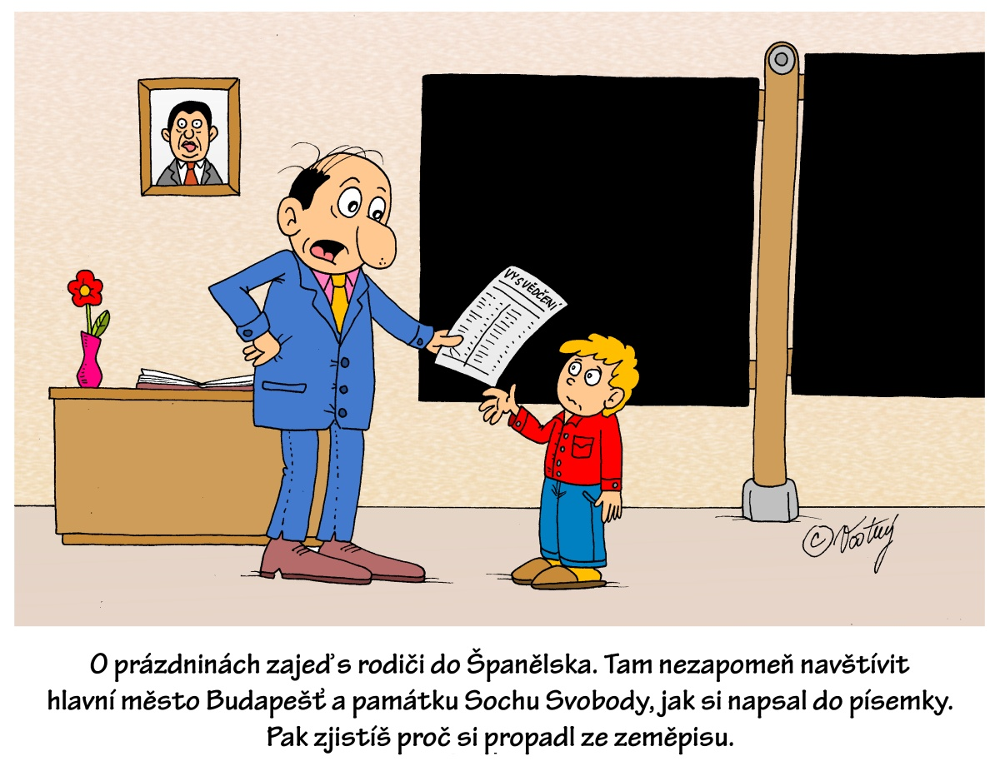 VYSVĚDČENÍ
© Vostrý
O prázdninách zajeď s rodiči do Španělska. Tam nezapomeň navštívit
hlavní město Budapešť a památku Sochu Svobody, jak si napsal do písemky.
Pak zjistíš proč si propadl ze zeměpisu.